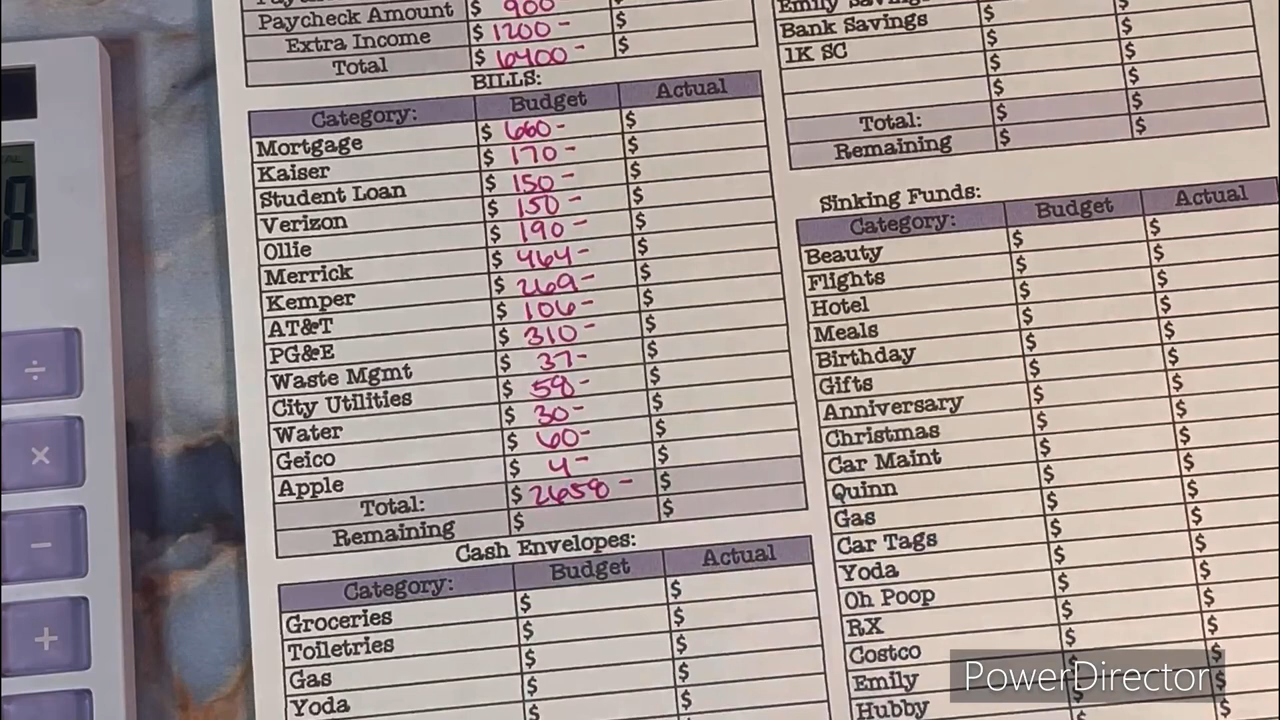 Paycheck Amount $ 900
Extra Income $ 1200-
Total $ 6400- $
BILLS:
Category: Budget Actual
Mortgage $ 660- $
Kaiser $ 170- $
Student Loan $ 150- $
Verizon $ 150- $
Ollie $ 190- $
Merrick $ 464- $
Kemper $ 269- $
AT&T $ 106- $
PG&E $ 310- $
Waste Mgmt $ 37- $
City Utilities $ 58- $
Water $ 30- $
Geico $ 60- $
Apple $ 4- $
Total: $ 2658- $
Remaining $ $
Cash Envelopes:
Category: Budget Actual
Groceries $ $
Toiletries $ $
Gas $ $
Yoda $ $
Bank Savings $ $
1K SC $ $
$ $
$ $
Total: $ $
Remaining $ $
Sinking Funds:
Category: Budget Actual
Beauty $ $
Flights $ $
Hotel $ $
Meals $ $
Birthday $ $
Gifts $ $
Anniversary $ $
Christmas $ $
Car Maint $ $
Quinn $ $
Gas $ $
Car Tags $ $
Yoda $ $
Oh Poop $ $
RX $ $
Costco $ $
Emily $ $
Hubby $ $
PowerDirector
÷
×
−
+